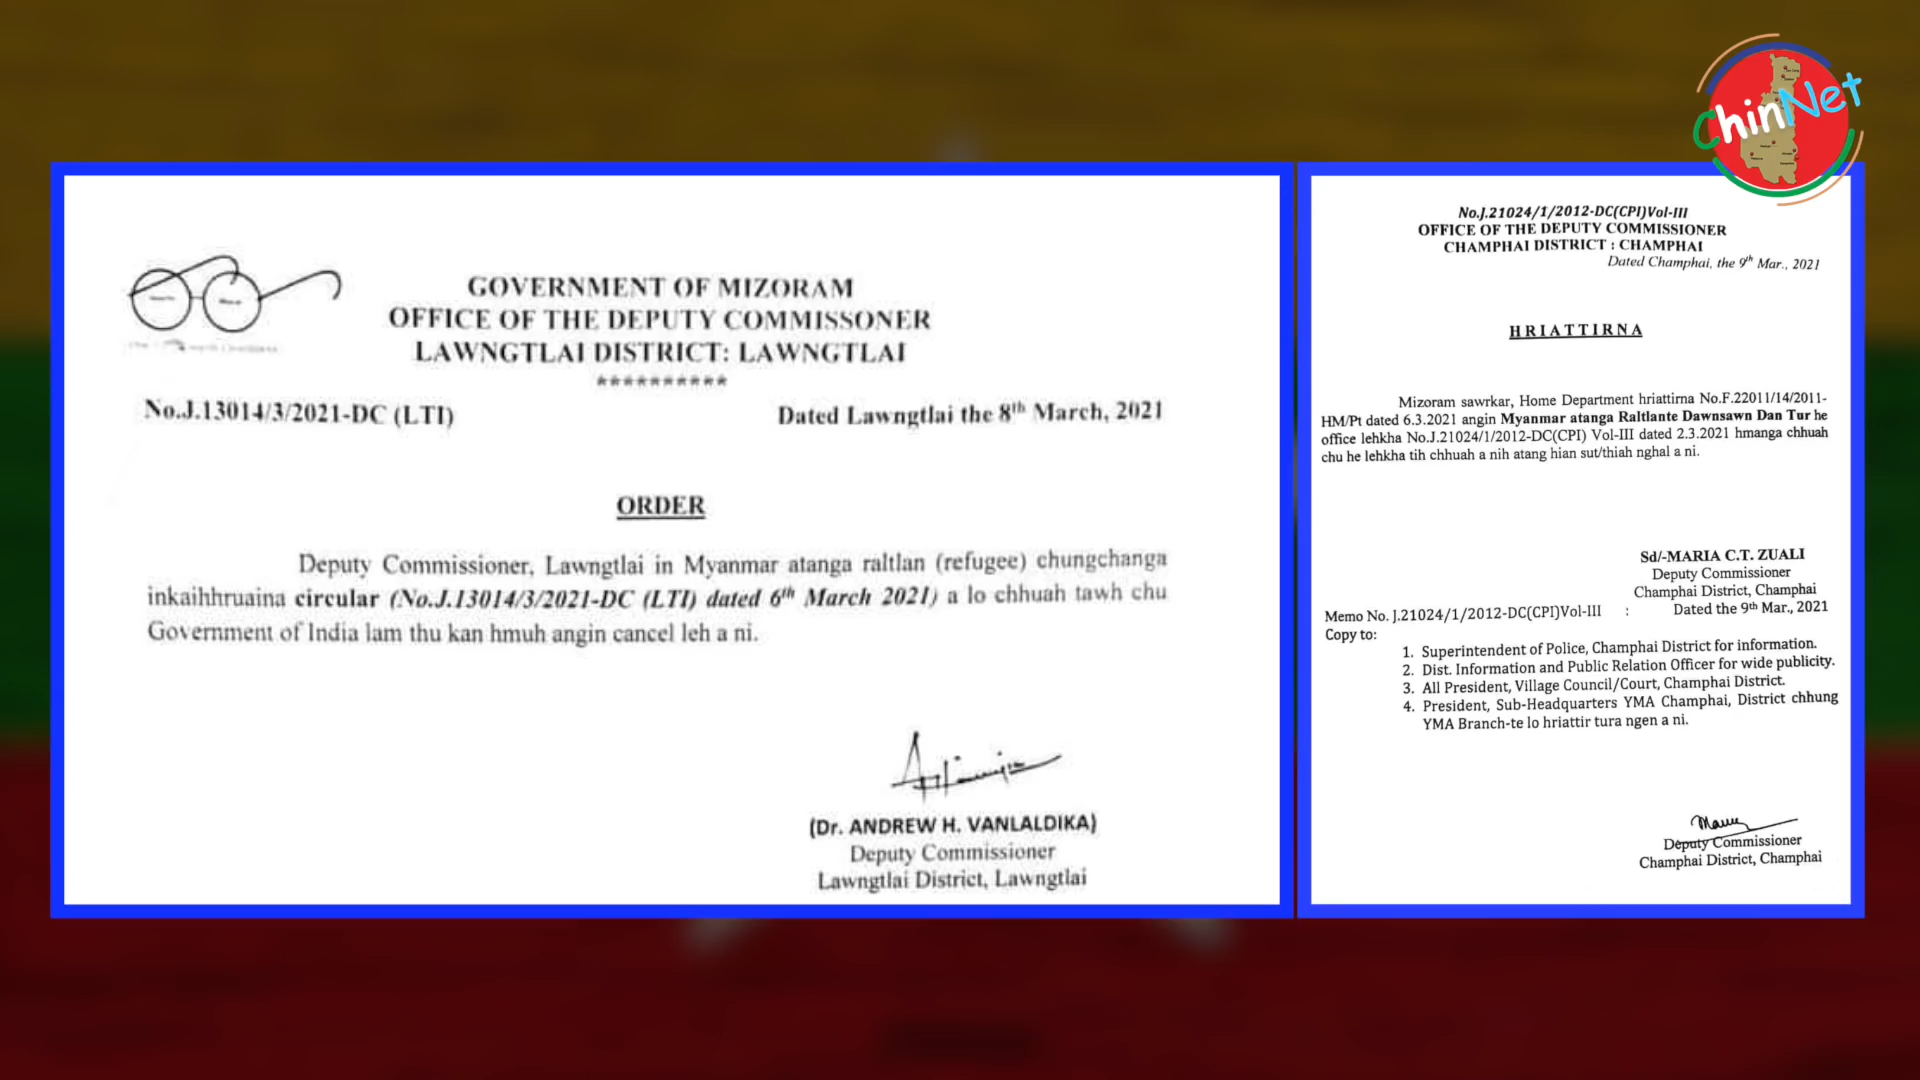 ChinNet
GOVERNMENT OF MIZORAM
OFFICE OF THE DEPUTY COMMISSONER
LAWNGTLAI DISTRICT: LAWNGTLAI
**********
No.J.13014/3/2021-DC (LTI)
Dated Lawngtlai the 8th March, 2021
ORDER
Deputy Commissioner, Lawngtlai in Myanmar atanga raltlan (refugee) chungchanga
inkaihhruaina circular (No.J.13014/3/2021-DC (LTI) dated 6th March 2021) a lo chhuah tawh chu
Government of India lam thu kan hmuh angin cancel leh a ni.
(Dr. ANDREW H. VANLALDIKA)
Deputy Commissioner
Lawngtlai District, Lawngtlai
No.J.21024/1/2012-DC(CPI)Vol-III
OFFICE OF THE DEPUTY COMMISSIONER
CHAMPHAI DISTRICT : CHAMPHAI
Dated Champhai, the 9th Mar., 2021
HRIATTIRNA
Mizoram sawrkar, Home Department hriattirna No.F.22011/14/2011-
HM/Pt dated 6.3.2021 angin Myanmar atanga Raltlante Dawnsawn Dan Tur he
office lehkha No.J.21024/1/2012-DC(CPI) Vol-III dated 2.3.2021 hmanga chhuah
chu he lehkha tih chhuah a nih atang hian sut/thiah nghal a ni.
Sd/-MARIA C.T. ZUALI
Deputy Commissioner
Champhai District, Champhai
Memo No. J.21024/1/2012-DC(CPI)Vol-III : Dated the 9th Mar., 2021
Copy to:
1. Superintendent of Police, Champhai District for information.
2. Dist. Information and Public Relation Officer for wide publicity.
3. All President, Village Council/Court, Champhai District.
4. President, Sub-Headquarters YMA Champhai, District chhung
YMA Branch-te lo hriattir tura ngen a ni.
Deputy Commissioner
Champhai District, Champhai